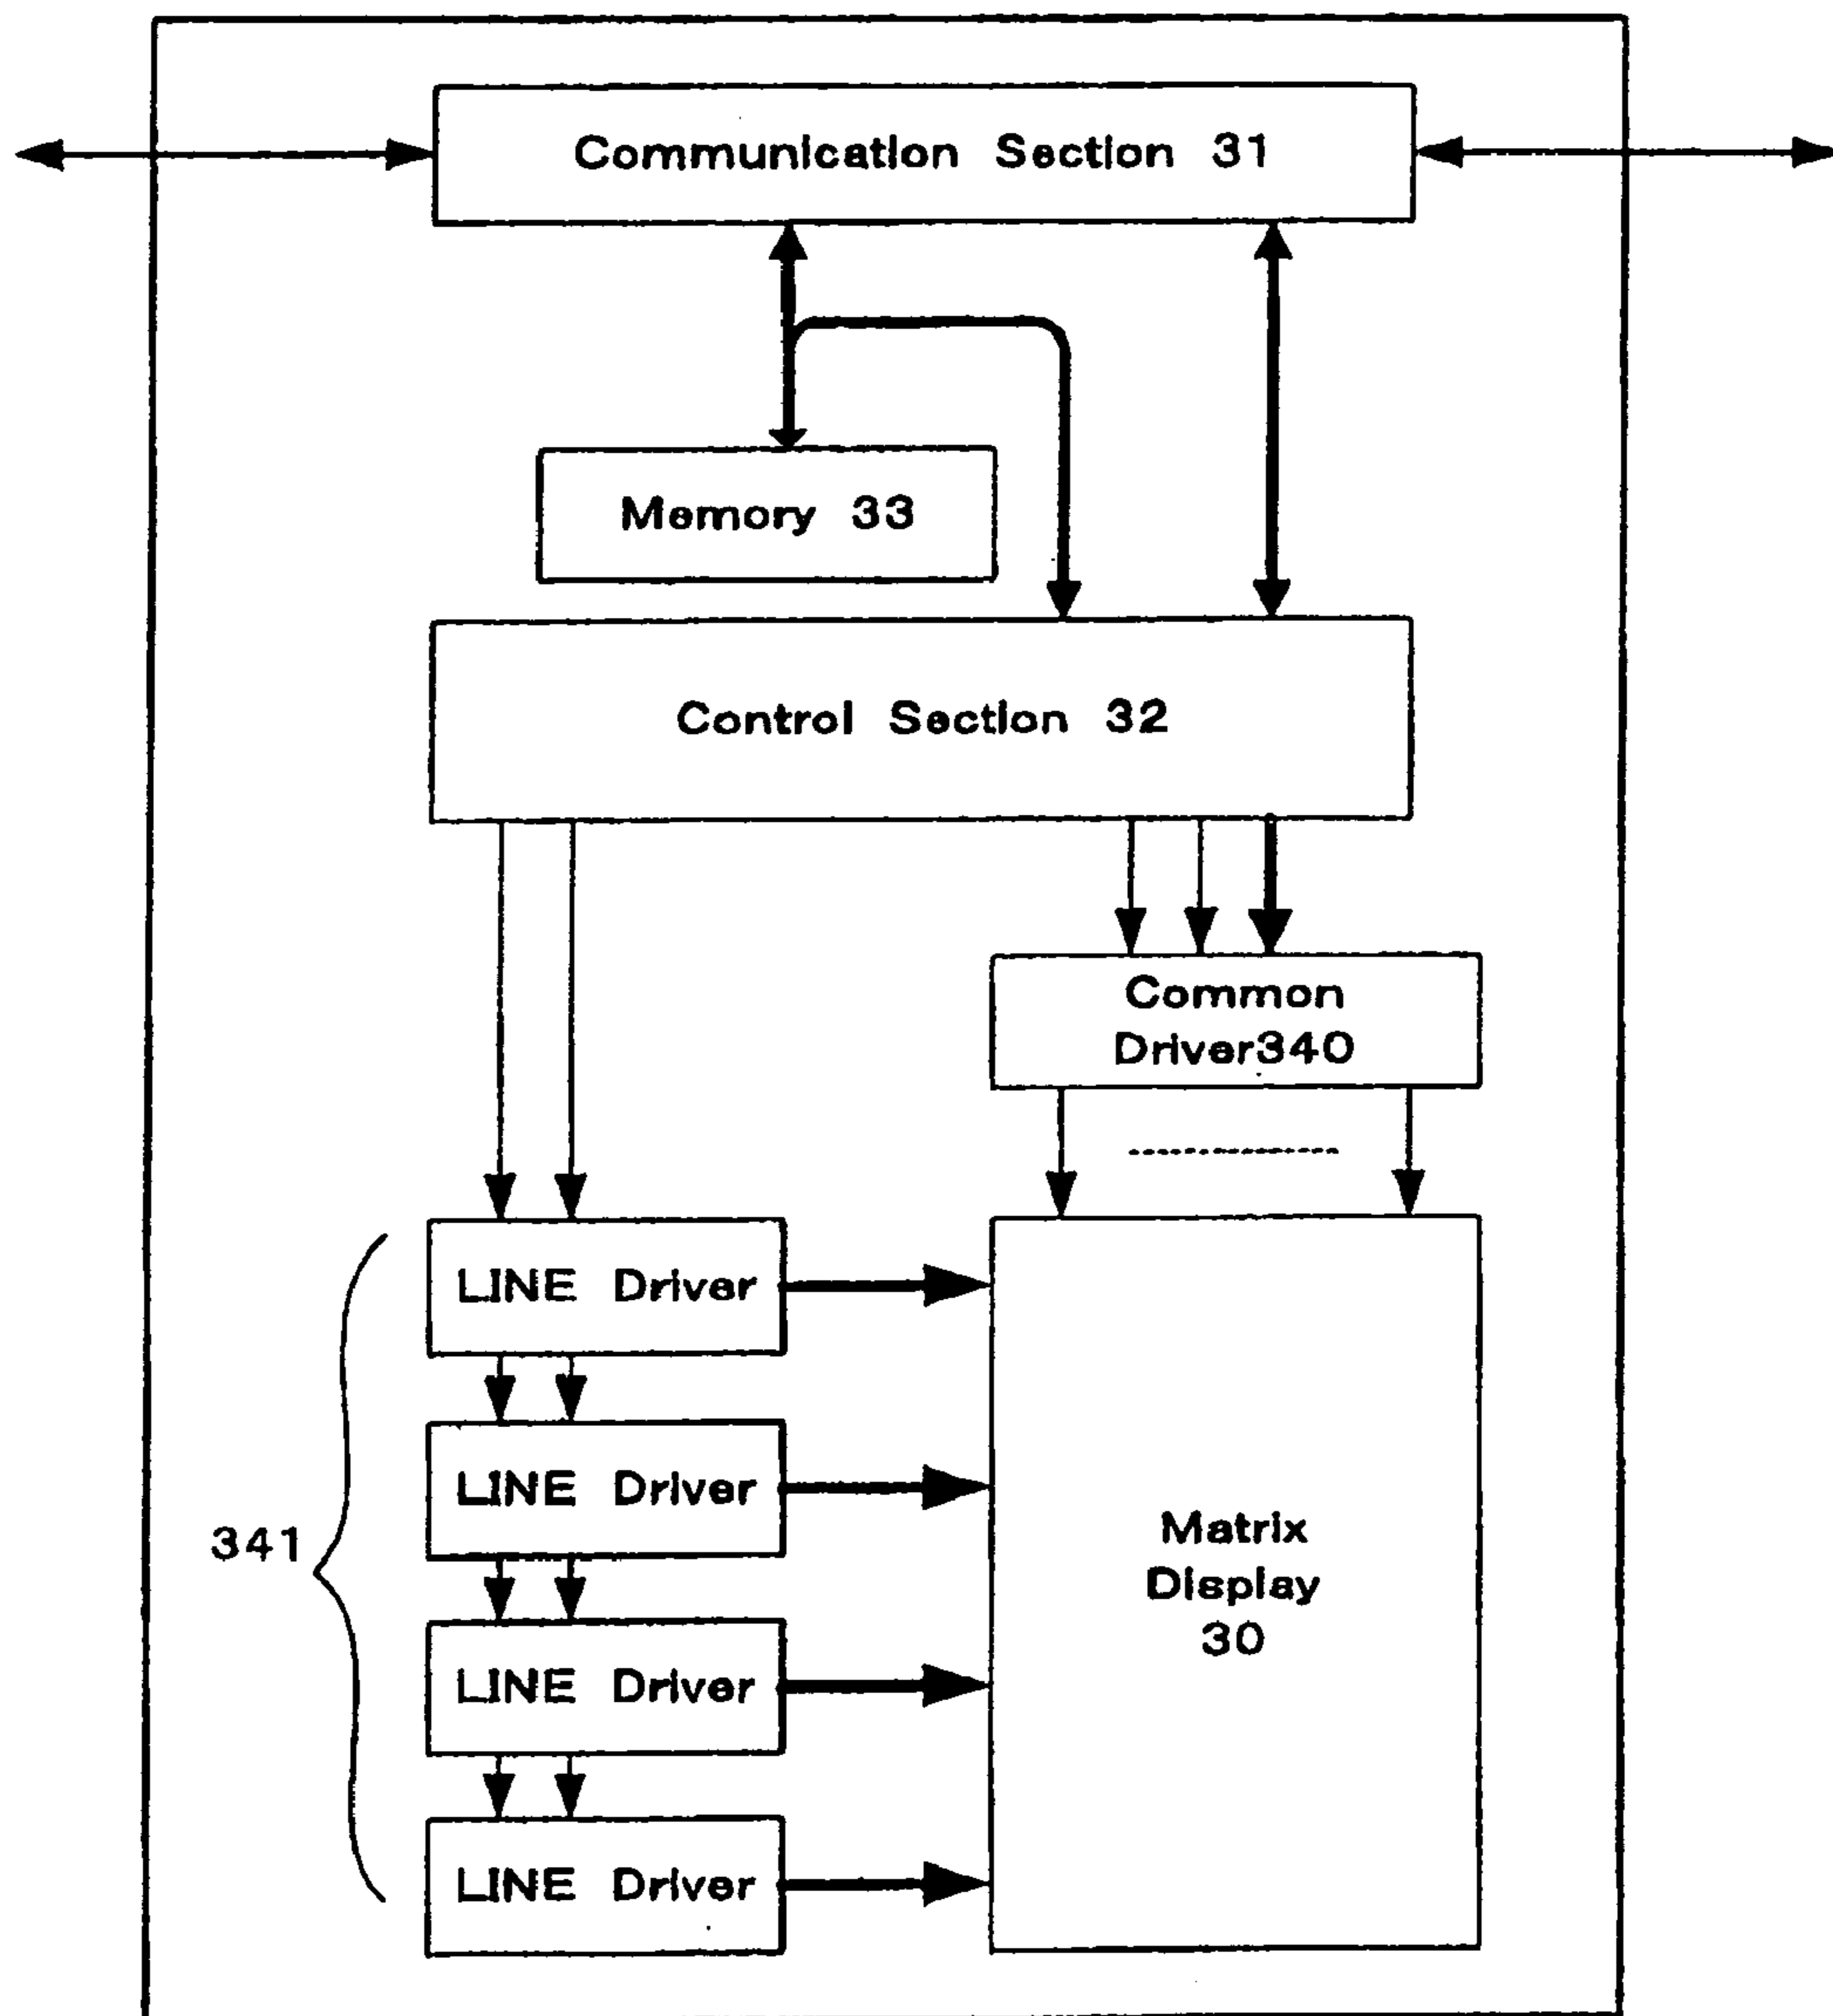 Communication Section 31
Memory 33
Control Section 32
Common
Driver340
LINE Driver
LINE Driver
341
LINE Driver
LINE Driver
Matrix
Display
30